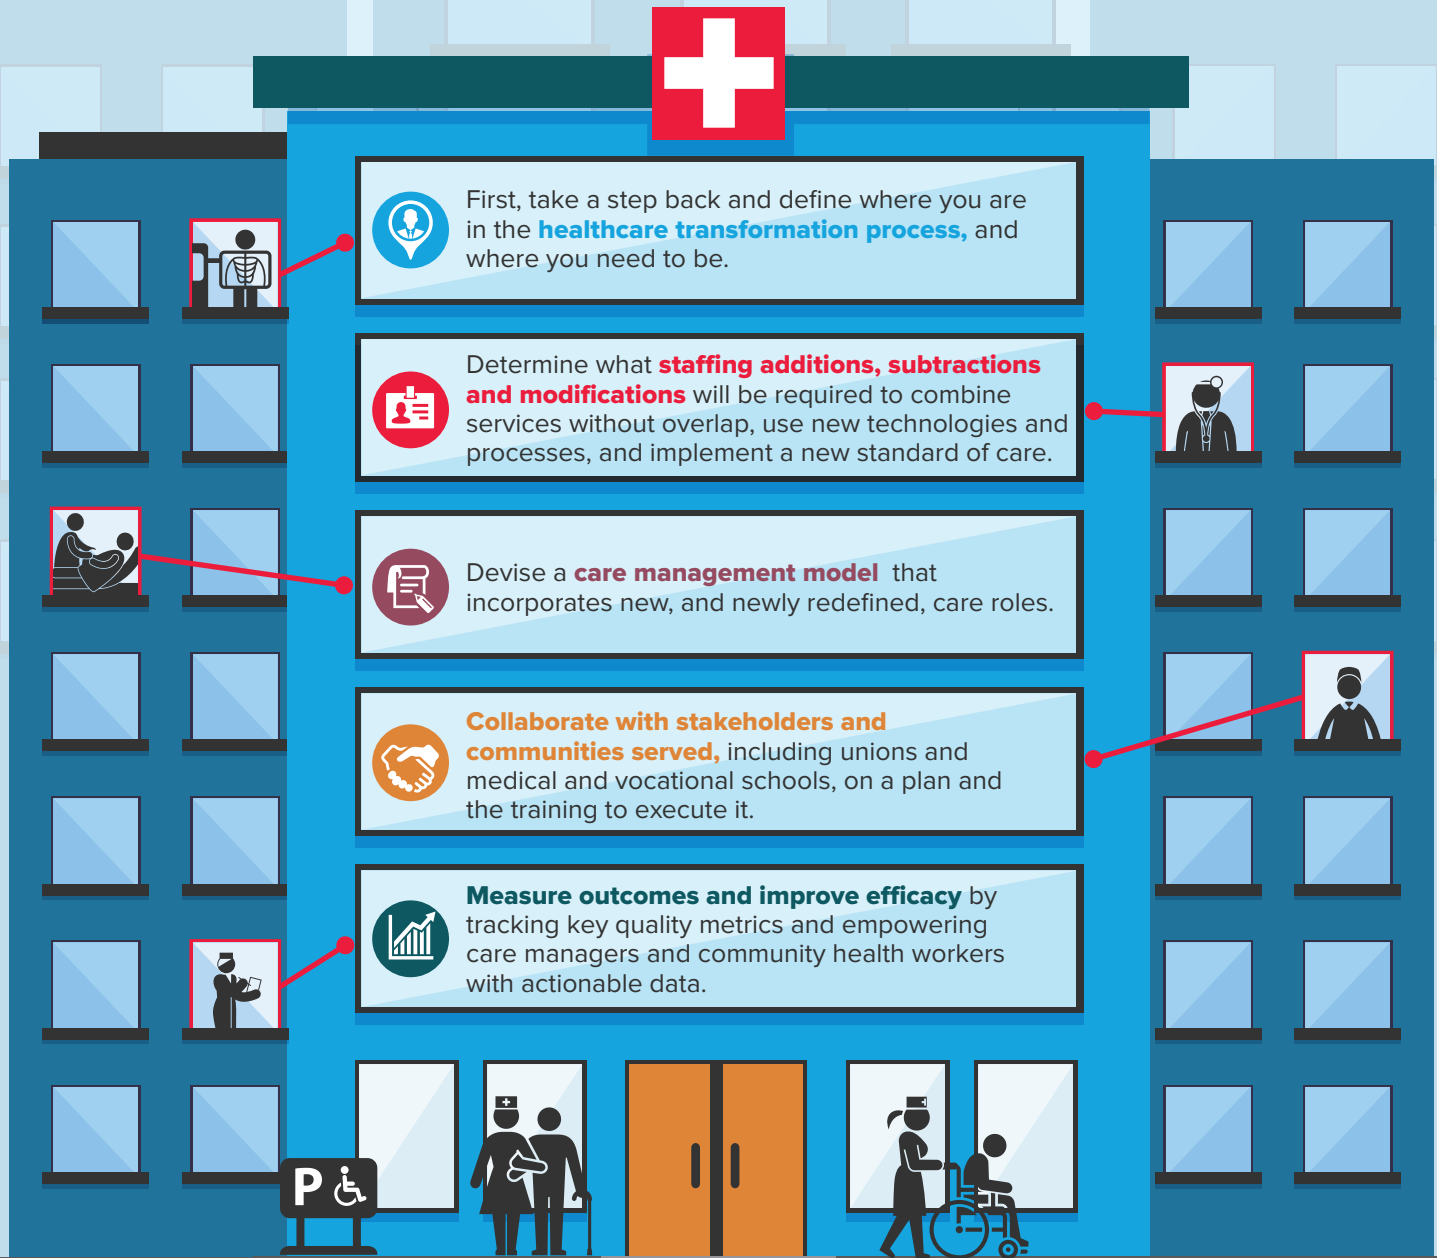 First, take a step back and define where you are
in the healthcare transformation process, and
where you need to be.
Determine what staffing additions, subtractions
and modifications will be required to combine
services without overlap, use new technologies and
processes, and implement a new standard of care.
Devise a care management model that
incorporates new, and newly redefined, care roles.
Collaborate with stakeholders and
communities served, including unions and
medical and vocational schools, on a plan and
the training to execute it.
Measure outcomes and improve efficacy by
tracking key quality metrics and empowering
care managers and community health workers
with actionable data.
P